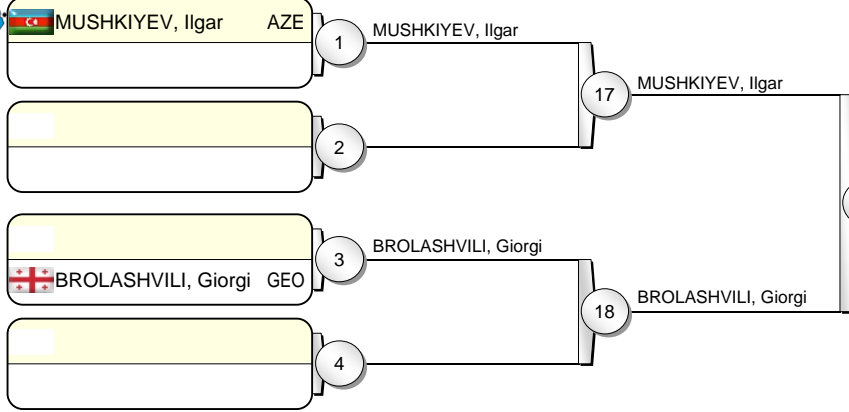 MUSHKIYEV, Ilgar AZE
1
MUSHKIYEV, Ilgar
17
MUSHKIYEV, Ilgar
2
3
BROLASHVILI, Giorgi
BROLASHVILI, Giorgi GEO
18
BROLASHVILI, Giorgi
4